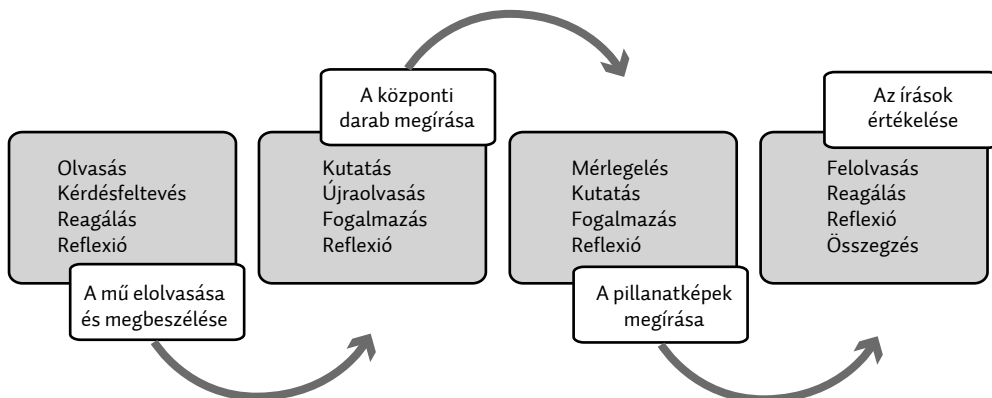 A központi
darab megírása
Az írások
értékelése
Olvasás
Kérdésfeltevés
Reagálás
Reflexió
Kutatás
Újraolvasás
Fogalmazás
Reflexió
Mérlegelés
Kutatás
Fogalmazás
Reflexió
Felolvasás
Reagálás
Reflexió
Összegzés
A mű elolvasása
és megbeszélése
A pillanatképek
megírása